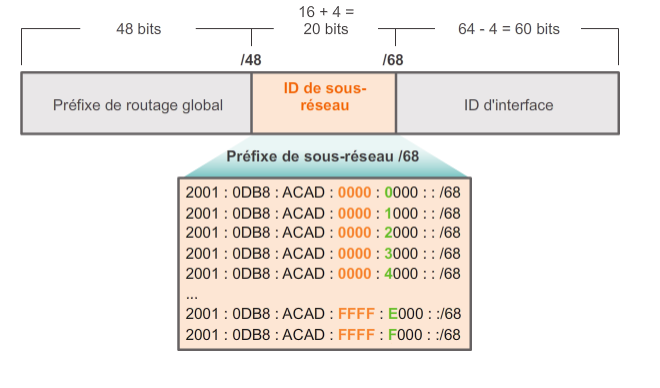 16 + 4 =
48 bits
20 bits
64 - 4 = 60 bits
/48
/68
Préfixe de routage global
ID de sous-
réseau
ID d'interface
Préfixe de sous-réseau /68
2001 : 0DB8 : ACAD : 0000 : 0000 : : /68
2001 : 0DB8 : ACAD : 0000 : 1000 : : /68
2001 : 0DB8 : ACAD : 0000 : 2000 : : /68
2001 : 0DB8 : ACAD : 0000 : 3000 : : /68
2001 : 0DB8 : ACAD : 0000 : 4000 : : /68
...
2001 : 0DB8 : ACAD : FFFF : E000 : :/68
2001 : 0DB8 : ACAD : FFFF : F000 : :/68